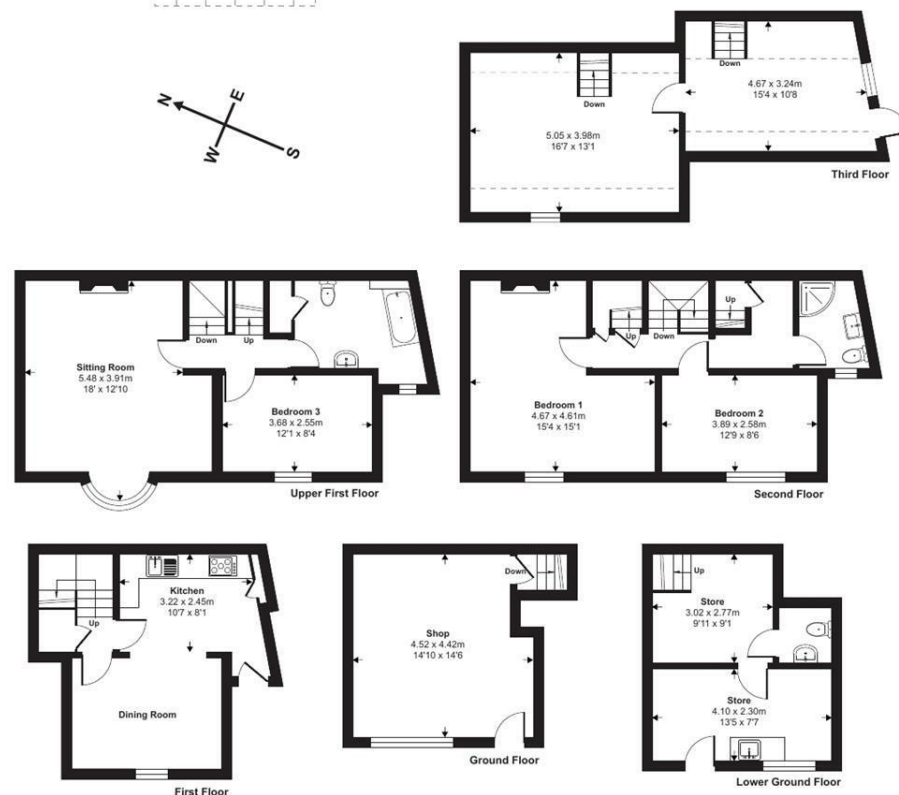 N
E
W
S
Down
Down
5.05 x 3.98m
16'7 x 13'1
4.67 x 3.24m
15'4 x 10'8
Third Floor
Sitting Room
5.48 x 3.91m
18' x 12'10
Down
Up
Bedroom 3
3.68 x 2.55m
12'1 x 8'4
Upper First Floor
Bedroom 1
4.67 x 4.61m
15'4 x 15'1
Up
Down
Up
Bedroom 2
3.89 x 2.58m
12'9 x 8'6
Second Floor
Up
Kitchen
3.22 x 2.45m
10'7 x 8'1
Dining Room
First Floor
Down
Shop
4.52 x 4.42m
14'10 x 14'6
Ground Floor
Up
Store
3.02 x 2.77m
9'11 x 9'1
Store
4.10 x 2.30m
13'5 x 7'7
Lower Ground Floor